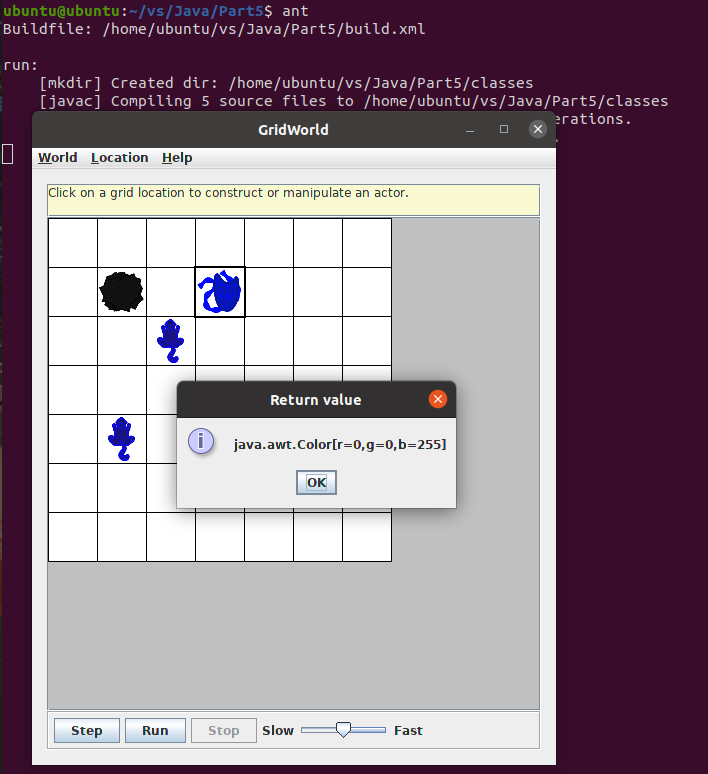 ubuntu@ubuntu:~/vs/Java/Part5$ ant
Buildfile: /home/ubuntu/vs/Java/Part5/build.xml
run:
[mkdir] Created dir: /home/ubuntu/vs/Java/Part5/classes
[javac] Compiling 5 source files to /home/ubuntu/vs/Java/Part5/classes
erations.
GridWorld
World Location Help
Click on a grid location to construct or manipulate an actor.
Return value
java.awt.Color[r=0,g=0,b=255]
OK
Step Run Stop Slow Fast